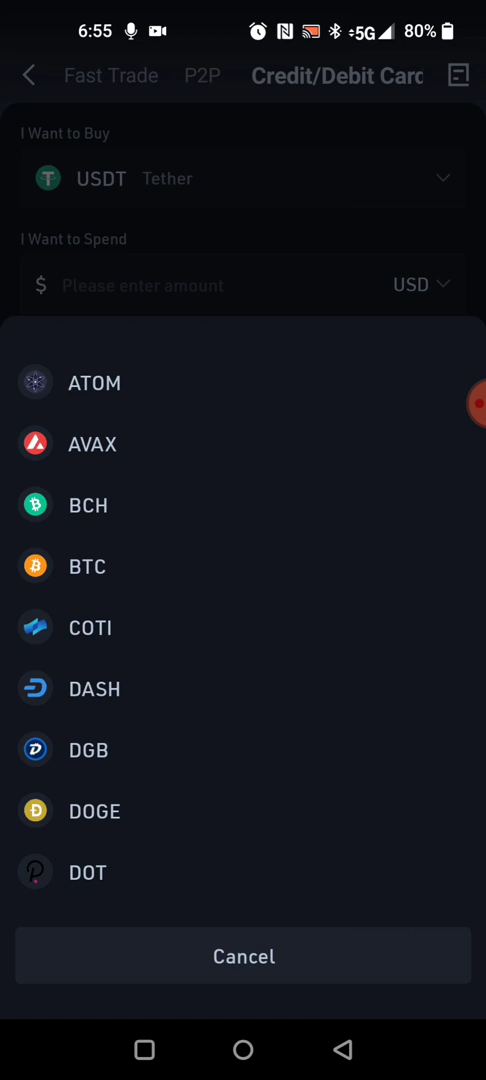 6:55 5G 80%
Fast Trade P2P Credit/Debit Card
I Want to Buy
USDT Tether
I Want to Spend
$ Please enter amount USD
ATOM
AVAX
BCH
BTC
COTI
DASH
DGB
DOGE
DOT
Cancel